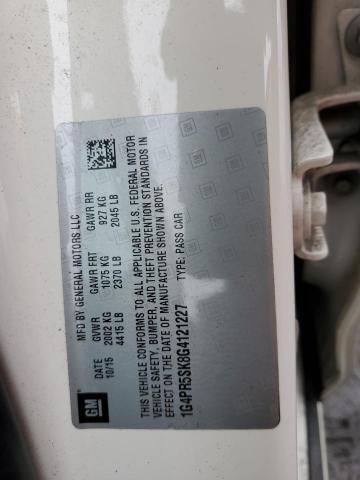 GM
MFD BY GENERAL MOTORS LLC
DATE GVWR GAWR FRT GAWR RR
10/15 2002 KG 1075 KG 927 KG
4415 LB 2370 LB 2045 LB
THIS VEHICLE CONFORMS TO ALL APPLICABLE U.S. FEDERAL MOTOR
VEHICLE SAFETY, BUMPER, AND THEFT PREVENTION STANDARDS IN
EFFECT ON THE DATE OF MANUFACTURE SHOWN ABOVE.
1G4PR5SK8G4121227 TYPE: PASS CAR